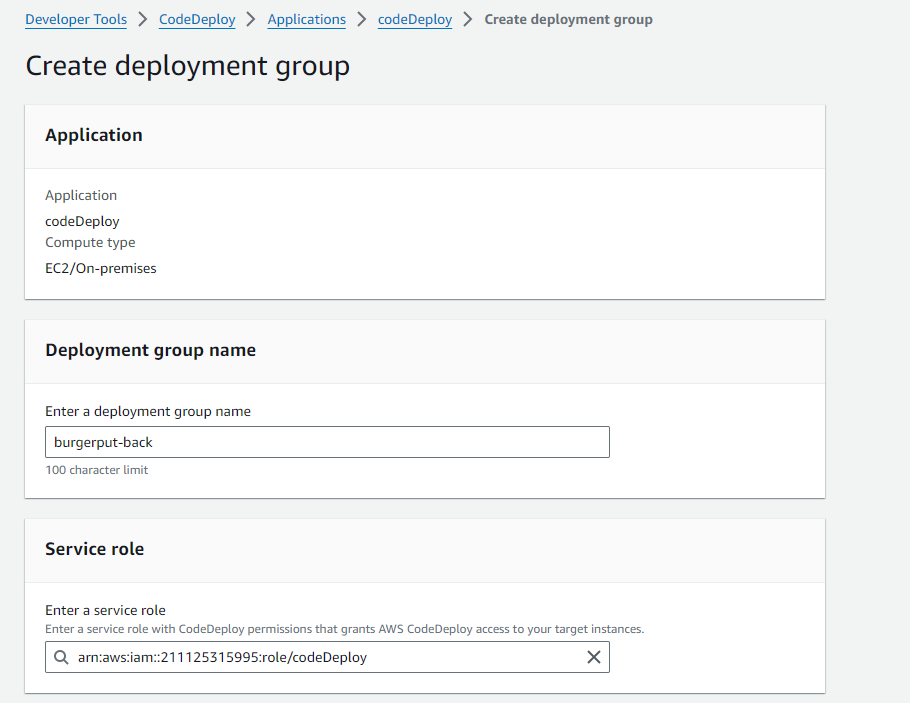 Developer Tools > CodeDeploy > Applications > codeDeploy > Create deployment group
Create deployment group
Application
Application
codeDeploy
Compute type
EC2/On-premises
Deployment group name
Enter a deployment group name
burgerput-back
100 character limit
Service role
Enter a service role
Enter a service role with CodeDeploy permissions that grants AWS CodeDeploy access to your target instances.
arn:aws:iam::211125315995:role/codeDeploy